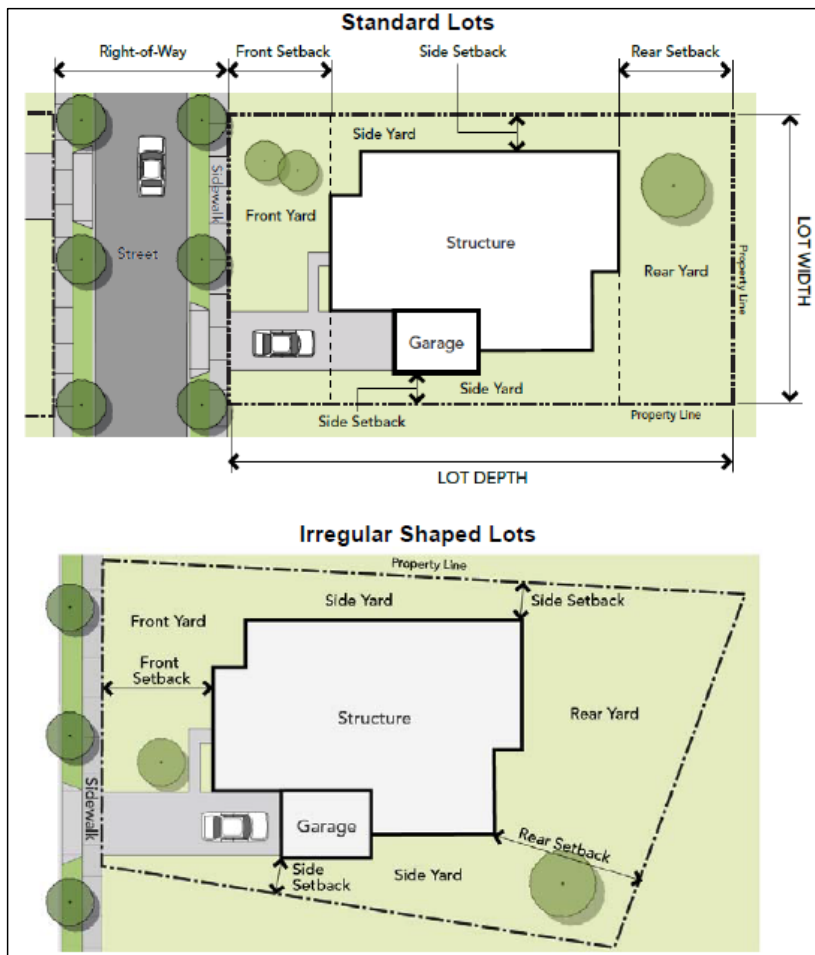 Standard Lots
Right-of-Way
Front Setback
Side Setback
Rear Setback
Side Yard
Sidewalk
Front Yard
Street
Structure
Rear Yard
Property Line
LOT WIDTH
Garage
Side Yard
Side Setback
Property Line
LOT DEPTH
Irregular Shaped Lots
Property Line
Side Yard
Side Setback
Front Yard
Front
Setback
Structure
Rear Yard
Sidewalk
Garage
Rear Setback
Side
Setback
Side Yard